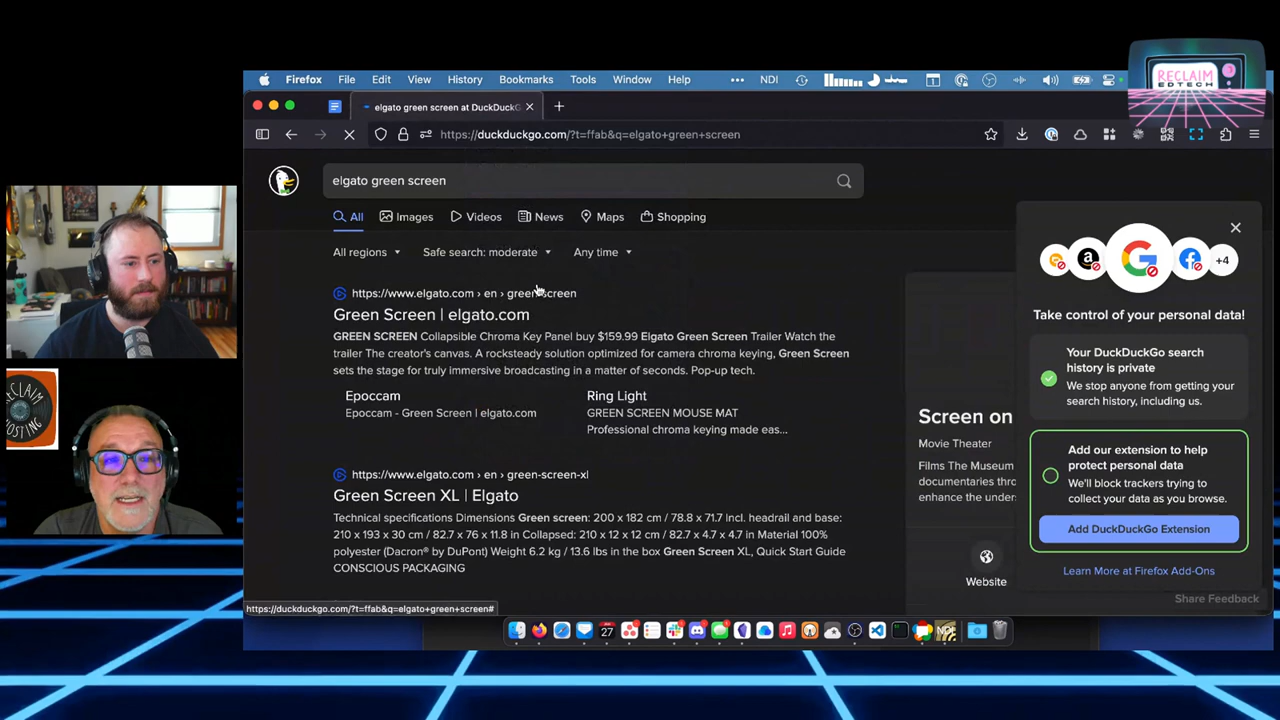 Firefox File Edit View History Bookmarks Tools Window Help
NDI
RECLAIM
EDTECH
elgato green screen at DuckDuckG
https://duckduckgo.com/?t=ffab&q=elgato+green+screen
elgato green screen
All Images Videos News Maps Shopping
All regions Safe search: moderate Any time
https://www.elgato.com › en › green-screen
Green Screen | elgato.com
GREEN SCREEN Collapsible Chroma Key Panel buy $159.99 Elgato Green Screen Trailer Watch the
trailer The creator's canvas. A rocksteady solution optimized for camera chroma keying, Green Screen
sets the stage for truly immersive broadcasting in a matter of seconds. Pop-up tech.
Epoccam
Epoccam - Green Screen | elgato.com
Ring Light
GREEN SCREEN MOUSE MAT
Professional chroma keying made eas...
https://www.elgato.com › en › green-screen-xl
Green Screen XL | Elgato
Technical specifications Dimensions Green screen: 200 x 182 cm / 78.8 x 71.7 incl. headrail and base:
210 x 193 x 30 cm / 82.7 x 76 x 11.8 in Collapsed: 210 x 12 x 12 cm / 82.7 x 4.7 x 4.7 in Material 100%
polyester (Dacron® by DuPont) Weight 6.2 kg / 13.6 lbs in the box Green Screen XL, Quick Start Guide
CONSCIOUS PACKAGING
Screen on
Movie Theater
Films The Museum
documentaries throu
enhance the unders
Website
+4
Take control of your personal data!
Your DuckDuckGo search
history is private
We stop anyone from getting your
search history, including us.
Add our extension to help
protect personal data
We'll block trackers trying to
collect your data as you browse.
Add DuckDuckGo Extension
Learn More at Firefox Add-Ons
Share Feedback
https://duckduckgo.com/?t=ffab&q=elgato+green+screen#
27
RECLAIM
HOSTING